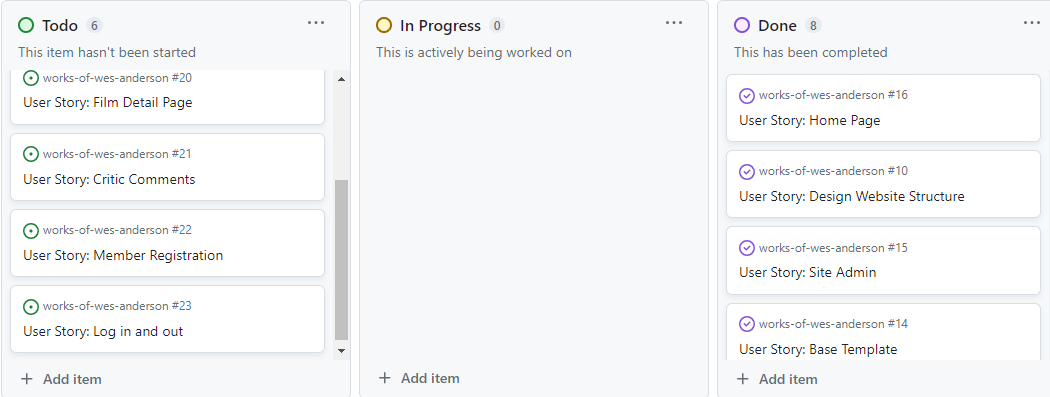 Todo 6
This item hasn't been started
works-of-wes-anderson #20
User Story: Film Detail Page
works-of-wes-anderson #21
User Story: Critic Comments
works-of-wes-anderson #22
User Story: Member Registration
works-of-wes-anderson #23
User Story: Log in and out
+ Add item
In Progress 0
This is actively being worked on
+ Add item
Done 8
This has been completed
works-of-wes-anderson #16
User Story: Home Page
works-of-wes-anderson #10
User Story: Design Website Structure
works-of-wes-anderson #15
User Story: Site Admin
works-of-wes-anderson #14
User Story: Base Template
+ Add item